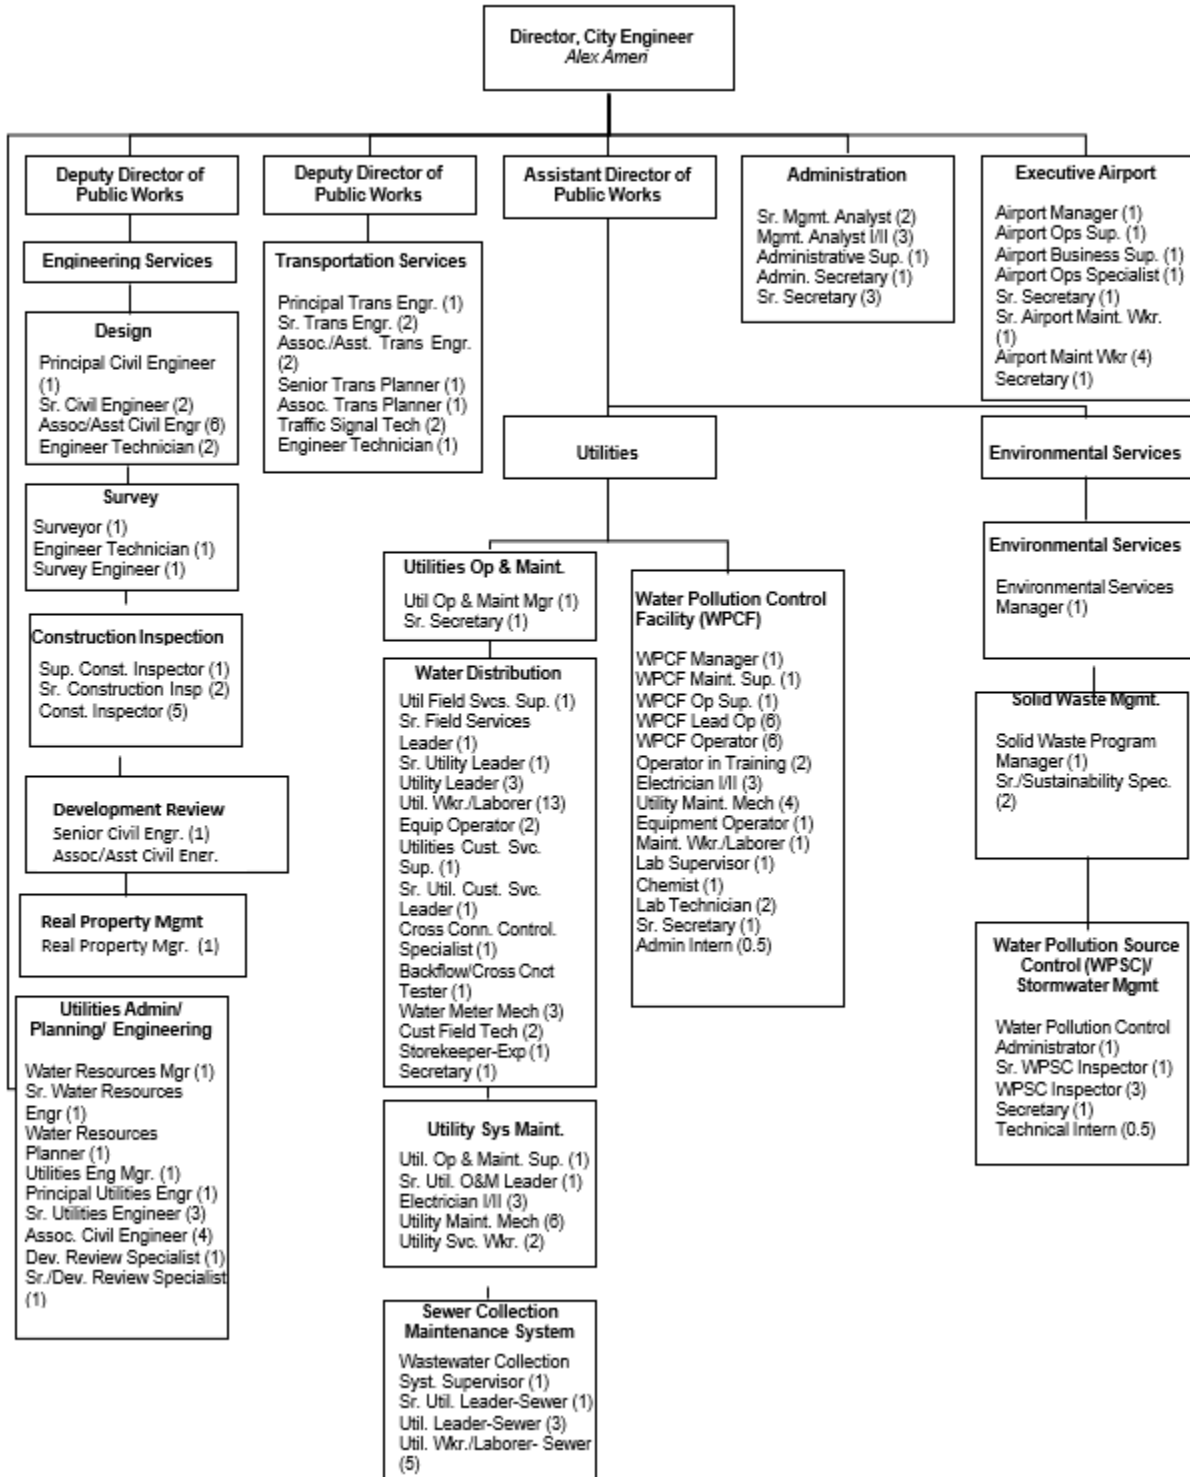 Director, City Engineer
Alex Ameri
Deputy Director of
Public Works
Engineering Services
Design
Principal Civil Engineer
(1)
Sr. Civil Engineer (2)
Assoc/Asst Civil Engr (6)
Engineer Technician (2)
Survey
Surveyor (1)
Engineer Technician (1)
Survey Engineer (1)
Construction Inspection
Sup. Const. Inspector (1)
Sr. Construction Insp (2)
Const. Inspector (5)
Development Review
Senior Civil Engr. (1)
Assoc/Asst Civil Engr.
Real Property Mgmt
Real Property Mgr. (1)
Utilities Admin/
Planning/ Engineering
Water Resources Mgr (1)
Sr. Water Resources
Engr (1)
Water Resources
Planner (1)
Utilities Eng Mgr. (1)
Principal Utilities Engr (1)
Sr. Utilities Engineer (3)
Assoc. Civil Engineer (4)
Dev. Review Specialist (1)
Sr./Dev. Review Specialist
(1)
Deputy Director of
Public Works
Transportation Services
Principal Trans Engr. (1)
Sr. Trans Engr. (2)
Assoc./Asst. Trans Engr.
(2)
Senior Trans Planner (1)
Assoc. Trans Planner (1)
Traffic Signal Tech (2)
Engineer Technician (1)
Assistant Director of
Public Works
Utilities
Utilities Op & Maint.
Util Op & Maint Mgr (1)
Sr. Secretary (1)
Water Distribution
Util Field Svcs. Sup. (1)
Sr. Field Services
Leader (1)
Sr. Utility Leader (1)
Utility Leader (3)
Util. Wkr./Laborer (13)
Equip Operator (2)
Utilities Cust. Svc.
Sup. (1)
Sr. Util. Cust. Svc.
Leader (1)
Cross Conn. Control.
Specialist (1)
Backflow/Cross Cnct
Tester (1)
Water Meter Mech (3)
Cust Field Tech (2)
Storekeeper-Exp (1)
Secretary (1)
Utility Sys Maint.
Util. Op & Maint. Sup. (1)
Sr. Util. O&M Leader (1)
Electrician I/II (3)
Utility Maint. Mech (6)
Utility Svc. Wkr. (2)
Sewer Collection
Maintenance System
Wastewater Collection
Syst. Supervisor (1)
Sr. Util. Leader-Sewer (1)
Util. Leader-Sewer (3)
Util. Wkr./Laborer- Sewer
(5)
Water Pollution Control
Facility (WPCF)
WPCF Manager (1)
WPCF Maint. Sup. (1)
WPCF Op Sup. (1)
WPCF Lead Op (6)
WPCF Operator (6)
Operator in Training (2)
Electrician I/II (3)
Utility Maint. Mech (4)
Equipment Operator (1)
Maint. Wkr./Laborer (1)
Lab Supervisor (1)
Chemist (1)
Lab Technician (2)
Sr. Secretary (1)
Admin Intern (0.5)
Administration
Sr. Mgmt. Analyst (2)
Mgmt. Analyst I/II (3)
Administrative Sup. (1)
Admin. Secretary (1)
Sr. Secretary (3)
Executive Airport
Airport Manager (1)
Airport Ops Sup. (1)
Airport Business Sup. (1)
Airport Ops Specialist (1)
Sr. Secretary (1)
Sr. Airport Maint. Wkr.
(1)
Airport Maint Wkr (4)
Secretary (1)
Environmental Services
Environmental Services
Environmental Services
Manager (1)
Solid Waste Mgmt.
Solid Waste Program
Manager (1)
Sr./Sustainability Spec.
(2)
Water Pollution Source
Control (WPSC)/
Stormwater Mgmt
Water Pollution Control
Administrator (1)
Sr. WPSC Inspector (1)
WPSC Inspector (3)
Secretary (1)
Technical Intern (0.5)